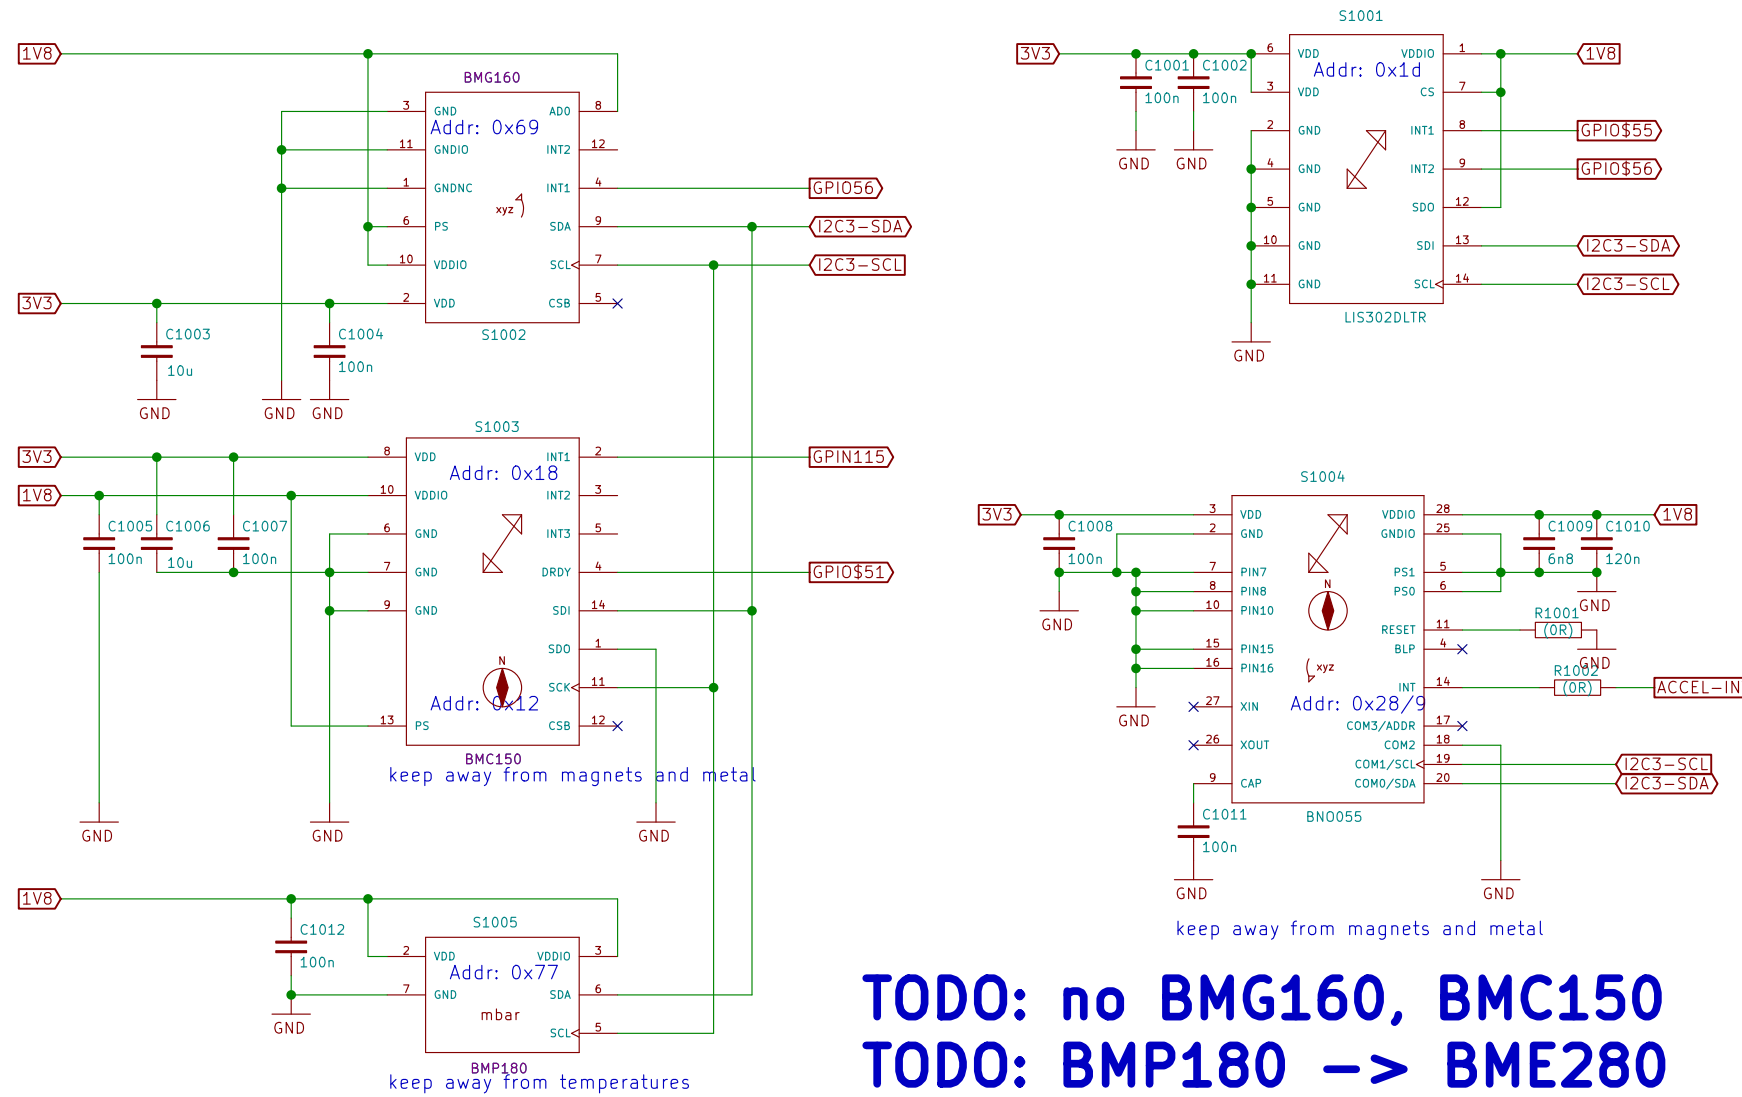 1V8
BMG160
3 GND AD0 8
Addr: 0x69
11 GNDIO INT2 12
1 GNDNC INT1 4 GPIO56
xyz
6 PS SDA 9 I2C3-SDA
10 VDDIO SCL 7 I2C3-SCL
3V3 2 VDD CSB 5
S1002
C1003
10u
GND
GND
C1004
100n
GND
S1003
3V3 8 VDD INT1 2 GPIN115
Addr: 0x18
1V8 10 VDDIO INT2 3
C1005
100n
C1006
10u
C1007
100n
6 GND INT3 5
7 GND DRDY 4 GPIO$51
9 GND SDI 14
SDO 1
N
SCK 11
Addr: 0x12
13 PS CSB 12
BMC150
keep away from magnets and metal
GND
GND
GND
1V8
S1005
C1012
100n
GND
2 VDD VDDIO 3
Addr: 0x77
7 GND SDA 6
mbar
SCL 5
BMP180
keep away from temperatures
S1001
3V3 6 VDD VDDIO 1 1V8
C1001
100n
GND
C1002
100n
GND
Addr: 0x1d
3 VDD CS 7
2 GND INT1 8 GPIO$55
4 GND INT2 9 GPIO$56
5 GND SDO 12
10 GND SDI 13 I2C3-SDA
11 GND SCL 14 I2C3-SCL
LIS302DLTR
GND
S1004
3V3 3 VDD VDDIO 28 1V8
2 GND GNDIO 25
C1008
100n
GND
C1009
6n8
C1010
120n
GND
7 PIN7 PS1 5
8 PIN8 PS0 6
N
10 PIN10
RESET 11
R1001
(0R)
GND
15 PIN15 BLP 4
16 PIN16
xyz
R1002
(0R)
INT 14 ACCEL-IN
GND
27 XIN
Addr: 0x28/9
COM3/ADDR 17
26 XOUT COM2 18
COM1/SCL 19 I2C3-SCL
9 CAP COM0/SDA 20 I2C3-SDA
C1011
100n
GND
BNO055
GND
keep away from magnets and metal
TODO: no BMG160, BMC150
TODO: BMP180 -> BME280